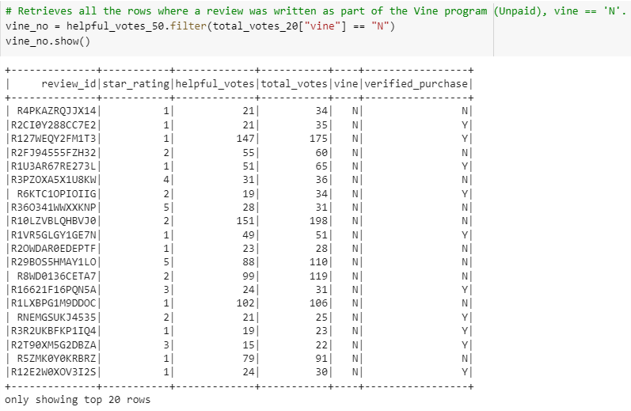 # Retrieves all the rows where a review was written as part of the Vine program (Unpaid), vine == 'N'.
vine_no = helpful_votes_50.filter(total_votes_20["vine"] == "N")
vine_no.show()
+--------------+-----------+-------------+-----------+----+-----------------+
|     review_id|star_rating|helpful_votes|total_votes|vine|verified_purchase|
+--------------+-----------+-------------+-----------+----+-----------------+
| R4PKAZRQJJX14|          1|           21|         34|   N|                N|
|R2CI0Y288CC7E2|          1|           21|         35|   N|                Y|
|R127WEQY2FM1T3|          1|          147|        175|   N|                Y|
|R2FJ94555FZH32|          2|           55|         60|   N|                N|
|R1U3AR67RE273L|          1|           51|         65|   N|                Y|
|R3PZOXA5X1U8KW|          4|           31|         36|   N|                N|
| R6KTC1OPIOIIG|          2|           19|         34|   N|                Y|
|R36O341WWXXKNP|          5|           28|         31|   N|                N|
|R10LZVBLQHBVJ0|          2|          151|        198|   N|                N|
|R1VR5GLGY1GE7N|          1|           49|         51|   N|                Y|
|R2OWDAR0EDEPTF|          1|           23|         28|   N|                N|
|R29BOS5HMAY1LO|          5|           88|        110|   N|                N|
| R8WD0136CETA7|          2|           99|        119|   N|                N|
|R16621F16PQN5A|          3|           24|         31|   N|                Y|
|R1LXBPG1M9DDOC|          1|          102|        106|   N|                N|
| RNEMGSUKJ4535|          2|           21|         25|   N|                Y|
|R3R2UKBFKP1IQ4|          1|           19|         23|   N|                Y|
|R2T90XM5G2DBZA|          3|           15|         22|   N|                Y|
| R5ZMK0Y0KRBRZ|          1|           79|         91|   N|                N|
|R12E2W0XOV3I2S|          1|           24|         30|   N|                Y|
+--------------+-----------+-------------+-----------+----+-----------------+
only showing top 20 rows